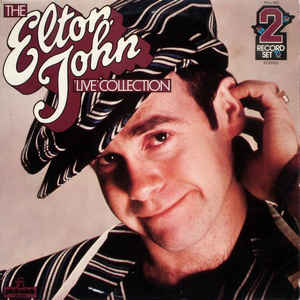 THE
Elton
John
'LIVE' COLLECTION
2
RECORD
SET